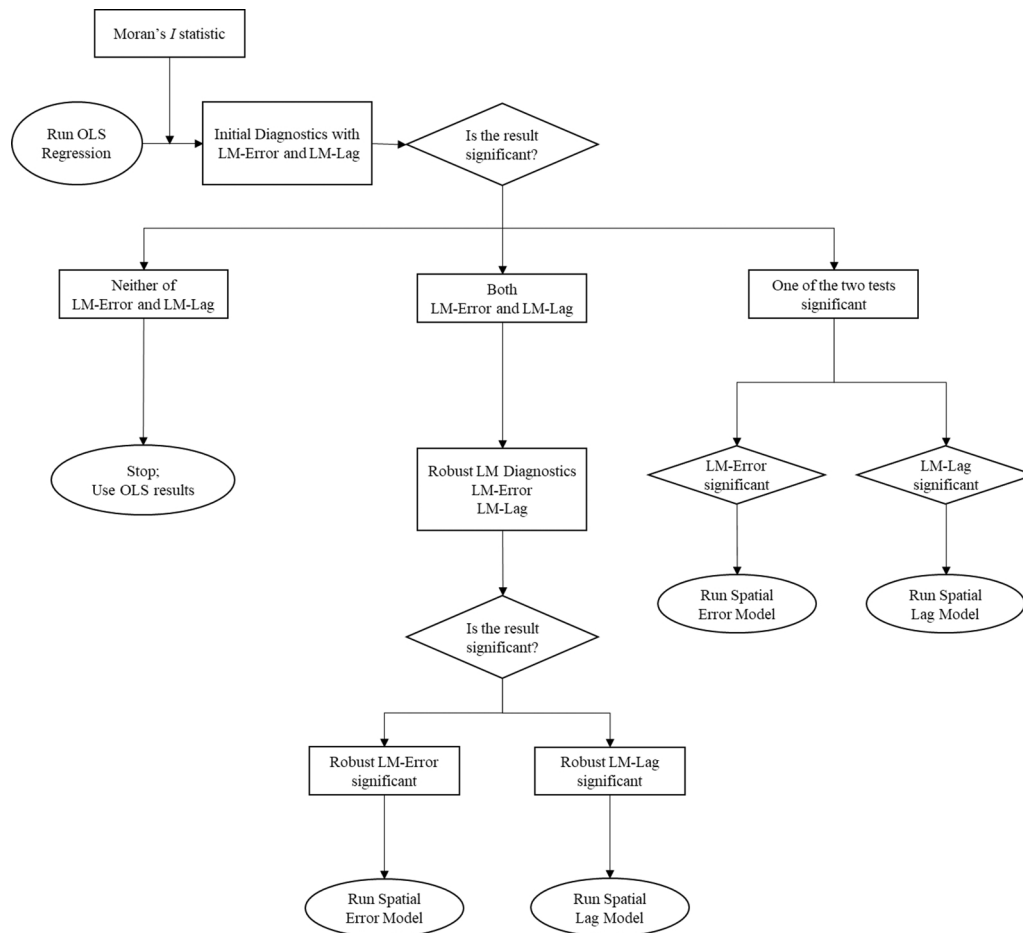 Moran's I statistic
Run OLS
Regression
Initial Diagnostics with
LM-Error and LM-Lag
Is the result
significant?
Neither of
LM-Error and LM-Lag
Both
LM-Error and LM-Lag
One of the two tests
significant
Stop;
Use OLS results
Robust LM Diagnostics
LM-Error
LM-Lag
LM-Error
significant
LM-Lag
significant
Run Spatial
Error Model
Run Spatial
Lag Model
Is the result
significant?
Robust LM-Error
significant
Robust LM-Lag
significant
Run Spatial
Error Model
Run Spatial
Lag Model